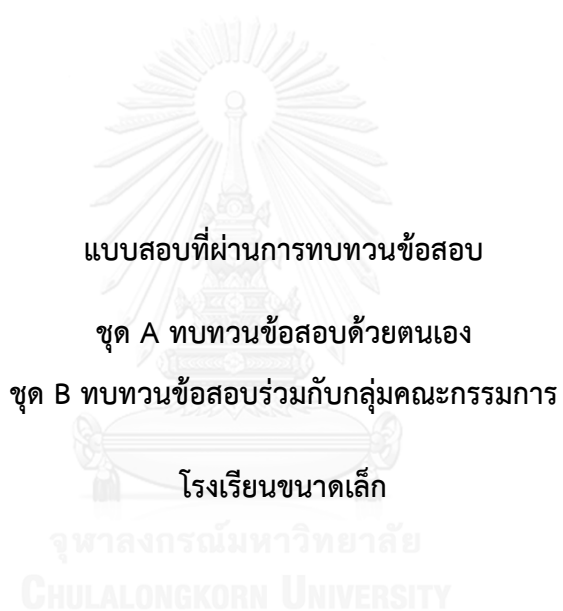 แบบสอบที่ผ่านการทบทวนข้อสอบ
ชุด A ทบทวนข้อสอบด้วยตนเอง
ชุด B ทบทวนข้อสอบร่วมกับกลุ่มคณะกรรมการ
โรงเรียนขนาดเล็ก
จุฬาลงกรณ์มหาวิทยาลัย
CHULALONGKORN UNIVERSITY